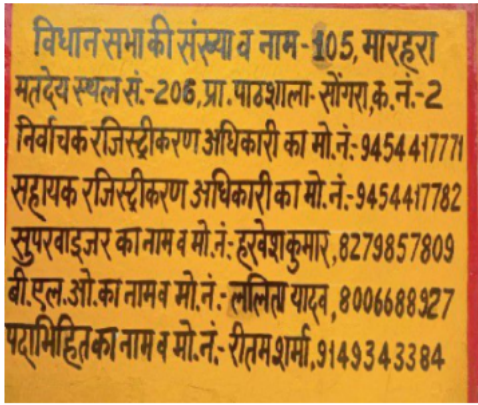 विधान सभा की संख्या व नाम-105, मारहरा
मतदेय स्थल सं.-206, प्रा. पाठशाला-सोंगरा, क. नं.-2
निर्वाचक रजिस्ट्रीकरण अधिकारी का मो. नं:-9454417771
सहायक रजिस्ट्रीकरण अधिकारी का मो. नं:-9454417782
सुपरवाइजर का नाम व मो. नं:- हरवेश कुमार, 8279857809
बी. एल. ओ. का नाम व मो. नं:- ललिता यादव, 8006688927
पदाभिहित का नाम व मो. नं:- रीतम शर्मा, 9149343384